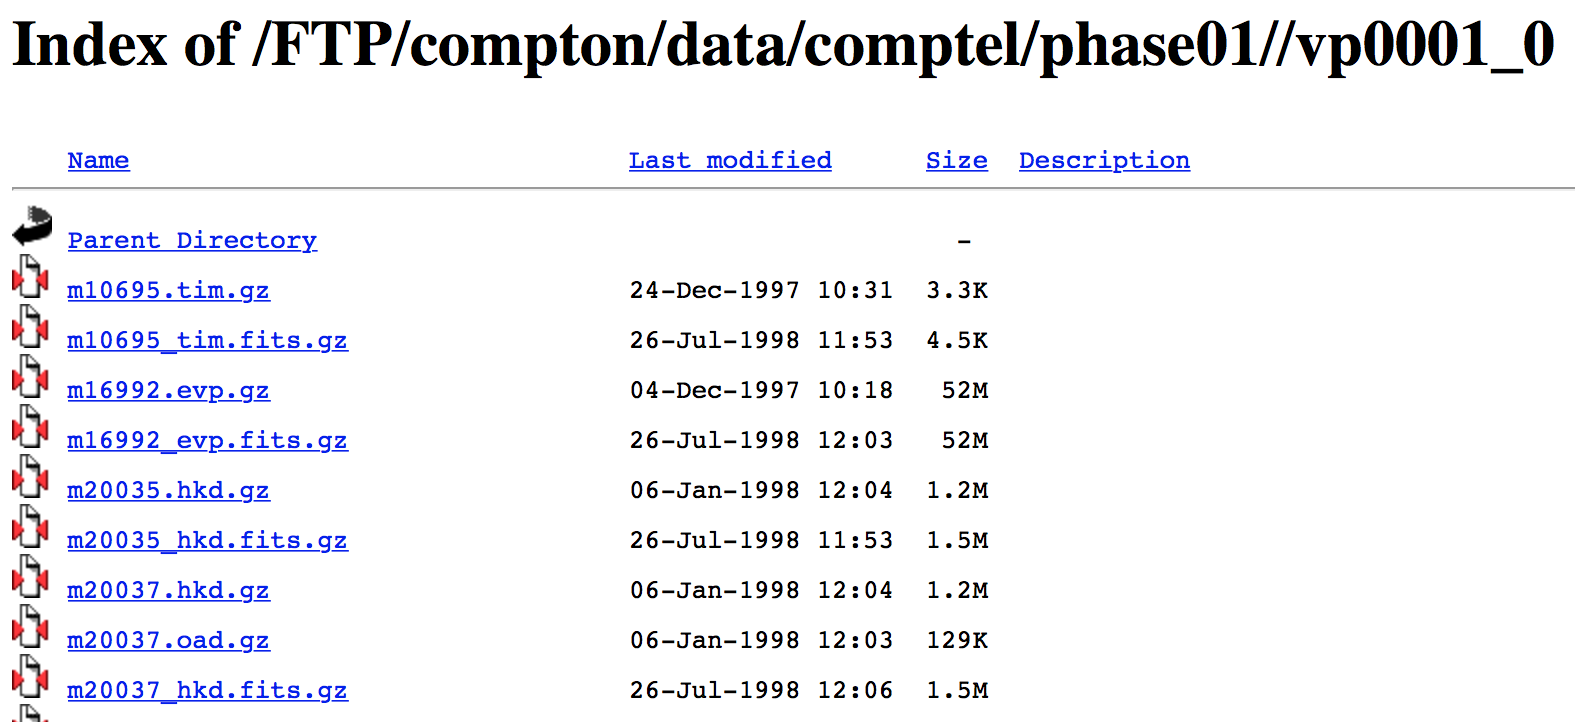 Index of /FTP/compton/data/comptel/phase01//vp0001_0
Name Last modified Size Description
Parent Directory -
m10695.tim.gz 24-Dec-1997 10:31 3.3K
m10695_tim.fits.gz 26-Jul-1998 11:53 4.5K
m16992.evp.gz 04-Dec-1997 10:18 52M
m16992_evp.fits.gz 26-Jul-1998 12:03 52M
m20035.hkd.gz 06-Jan-1998 12:04 1.2M
m20035_hkd.fits.gz 26-Jul-1998 11:53 1.5M
m20037.hkd.gz 06-Jan-1998 12:04 1.2M
m20037.oad.gz 06-Jan-1998 12:03 129K
m20037_hkd.fits.gz 26-Jul-1998 12:06 1.5M